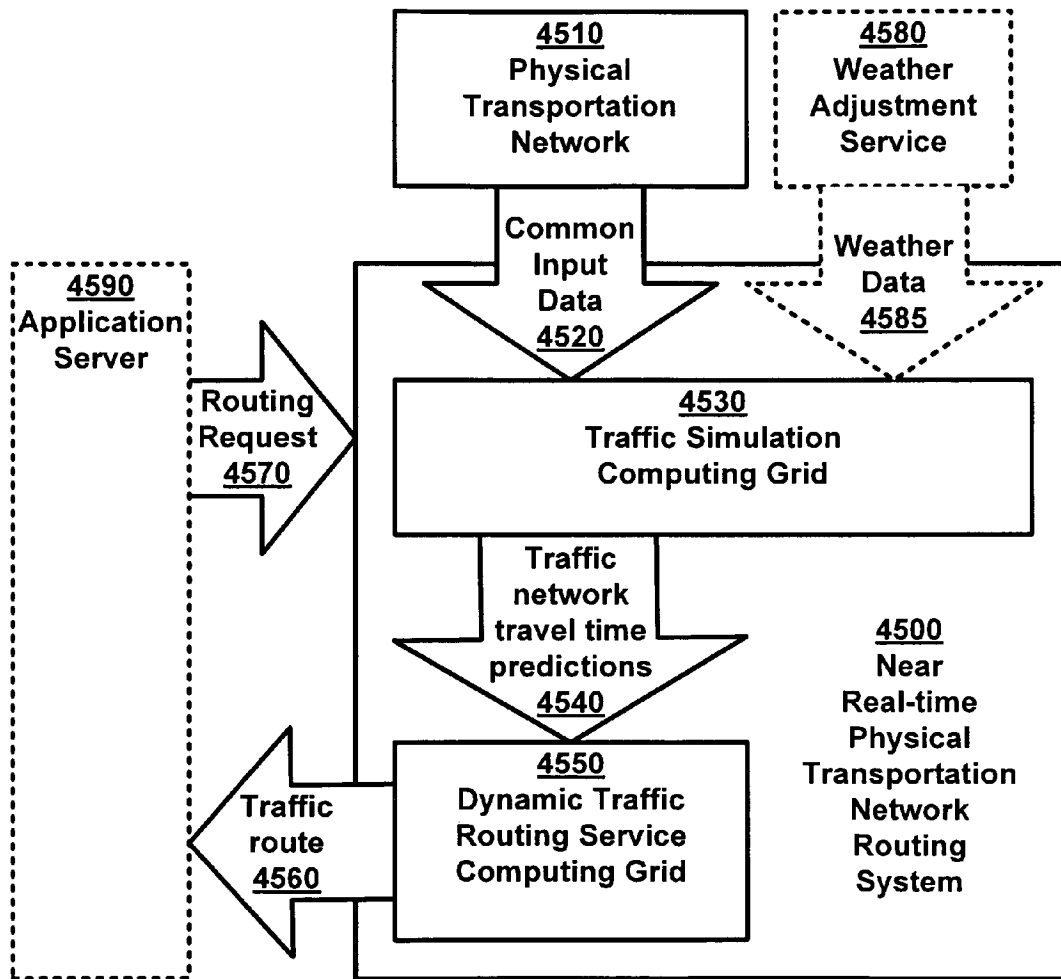 4510
Physical
Transportation
Network
4580
Weather
Adjustment
Service
Common
Input
Data
4520
Weather
Data
4585
4590
Application
Server
Routing
Request
4570
4530
Traffic Simulation
Computing Grid
Traffic
network
travel time
predictions
4540
4500
Near
Real-time
Physical
Transportation
Network
Routing
System
4550
Dynamic Traffic
Routing Service
Computing Grid
Traffic
route
4560